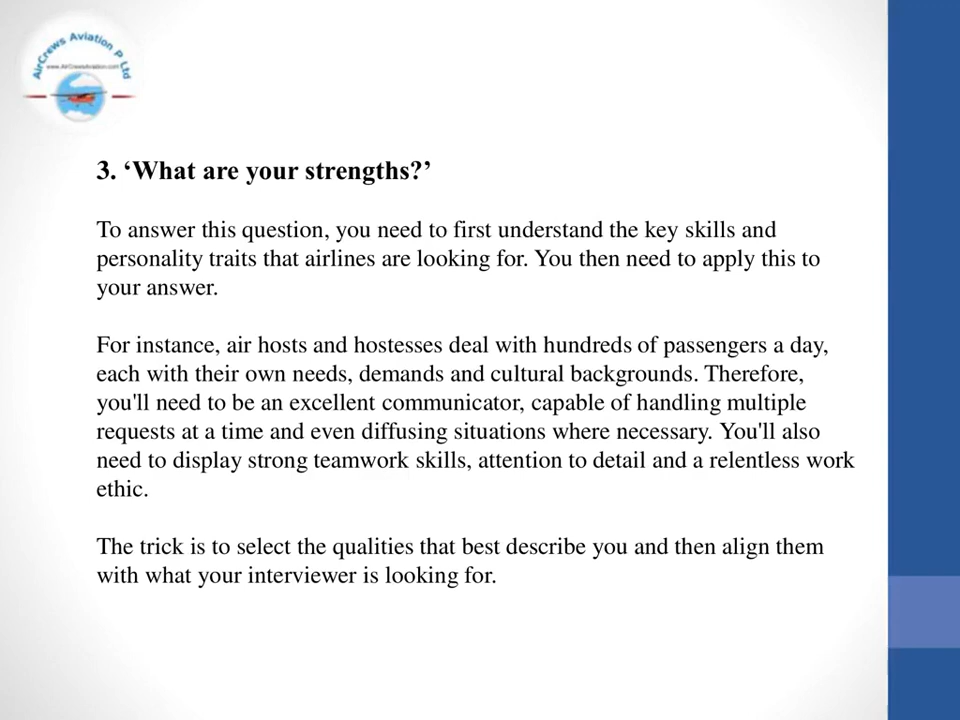 AirCrews Aviation P Ltd
www.AirCrewsAviation.com
3. ‘What are your strengths?’
To answer this question, you need to first understand the key skills and
personality traits that airlines are looking for. You then need to apply this to
your answer.
For instance, air hosts and hostesses deal with hundreds of passengers a day,
each with their own needs, demands and cultural backgrounds. Therefore,
you'll need to be an excellent communicator, capable of handling multiple
requests at a time and even diffusing situations where necessary. You'll also
need to display strong teamwork skills, attention to detail and a relentless work
ethic.
The trick is to select the qualities that best describe you and then align them
with what your interviewer is looking for.